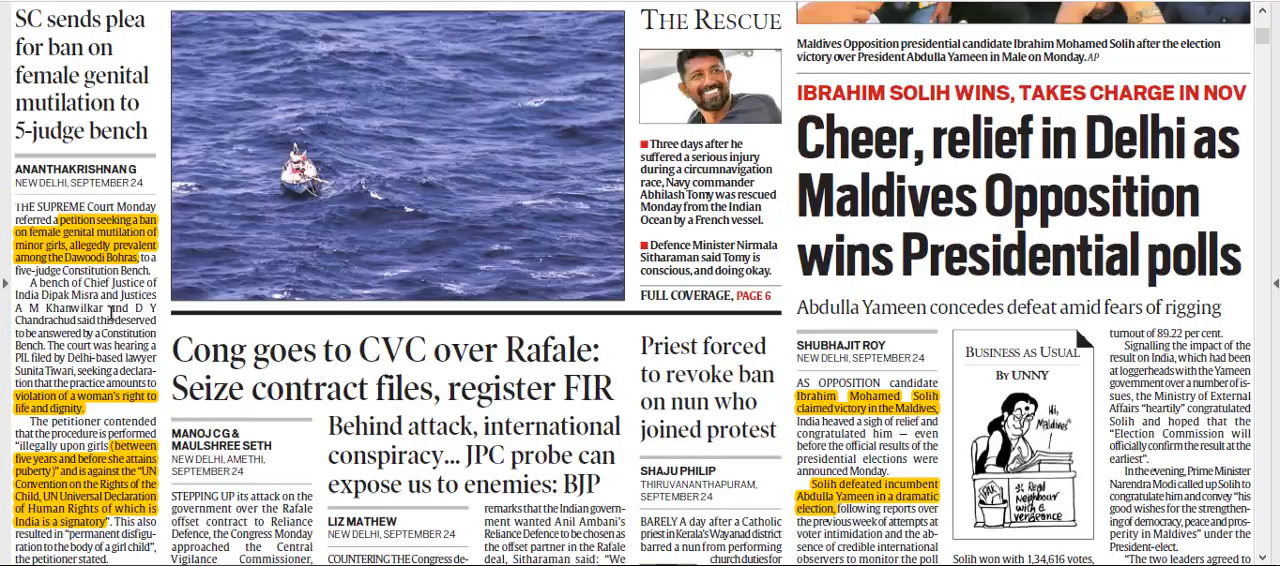 SC sends plea
for ban on
female genital
mutilation to
5-judge bench
ANANTHAKRISHNAN G
NEW DELHI, SEPTEMBER 24
THE SUPREME Court Monday
referred a petition seeking a ban
on female genital mutilation of
minor girls, allegedly prevalent
among the Dawoodi Bohras, to a
five-judge Constitution Bench.
A bench of Chief Justice of
India Dipak Misra and Justices
A M Khanwilkar and D Y
Chandrachud said this deserved
to be answered by a Constitution
Bench. The court was hearing a
PIL filed by Delhi-based lawyer
Sunita Tiwari, seeking a declara-
tion that the practice amounts to
violation of a woman's right to
life and dignity.
The petitioner contended
that the procedure is performed
"illegally upon girls (between
five years and before she attains
puberty)" and is against the "UN
Convention on the Rights of the
Child, UN Universal Declaration
of Human Rights of which is
India is a signatory". This also
resulted in "permanent disfigu-
ration to the body of a girl child",
the petitioner stated.
THE RESCUE
Three days after he
suffered a serious injury
during a circumnavigation
race, Navy commander
Abhilash Tomy was rescued
Monday from the Indian
Ocean by a French vessel.
Defence Minister Nirmala
Sitharaman said Tomy is
conscious, and doing okay.
FULL COVERAGE, PAGE 6
Cong goes to CVC over Rafale:
Seize contract files, register FIR
MANOJ C G &
MAULSHREE SETH
NEW DELHI, AMETHI,
SEPTEMBER 24
STEPPING UP its attack on the
government over the Rafale
offset contract to Reliance
Defence, the Congress Monday
approached the Central
Vigilance Commissioner,
Behind attack, international
conspiracy... JPC probe can
expose us to enemies: BJP
LIZ MATHEW
NEW DELHI, SEPTEMBER 24
COUNTERING THE Congress de-
remarks that the Indian govern-
ment wanted Anil Ambani's
Reliance Defence to be chosen as
the offset partner in the Rafale
deal, Sitharaman said: "We
Priest forced
to revoke ban
on nun who
joined protest
SHAJU PHILIP
THIRUVANANTHAPURAM,
SEPTEMBER 24
BARELY A day after a Catholic
priest in Kerala's Wayanad district
barred a nun from performing
church duties for
Maldives Opposition presidential candidate Ibrahim Mohamed Solih after the election
victory over President Abdulla Yameen in Male on Monday. AP
IBRAHIM SOLIH WINS, TAKES CHARGE IN NOV
Cheer, relief in Delhi as
Maldives Opposition
wins Presidential polls
Abdulla Yameen concedes defeat amid fears of rigging
SHUBHAJIT ROY
NEW DELHI, SEPTEMBER 24
AS OPPOSITION candidate
Ibrahim Mohamed Solih
claimed victory in the Maldives,
India heaved a sigh of relief and
congratulated him — even
before the official results of the
presidential elections were
announced Monday.
Solih defeated incumbent
Abdulla Yameen in a dramatic
election, following reports over
the previous week of attempts at
voter intimidation and the ab-
sence of credible international
observers to monitor the poll
BUSINESS AS USUAL
BY UNNY
Hi,
Maldives
Neighbour
with a
vengeance
Solih won with 1,34,616 votes,
turnout of 89.22 per cent.
Signalling the impact of the
result on India, which had been
at loggerheads with the Yameen
government over a number of is-
sues, the Ministry of External
Affairs "heartily" congratulated
Solih and hoped that the
"Election Commission will
officially confirm the result at the
earliest".
In the evening, Prime Minister
Narendra Modi called up Solih to
congratulate him and convey "his
good wishes for the strengthen-
ing of democracy, peace and pros-
perity in Maldives" under the
President-elect.
"The two leaders agreed to